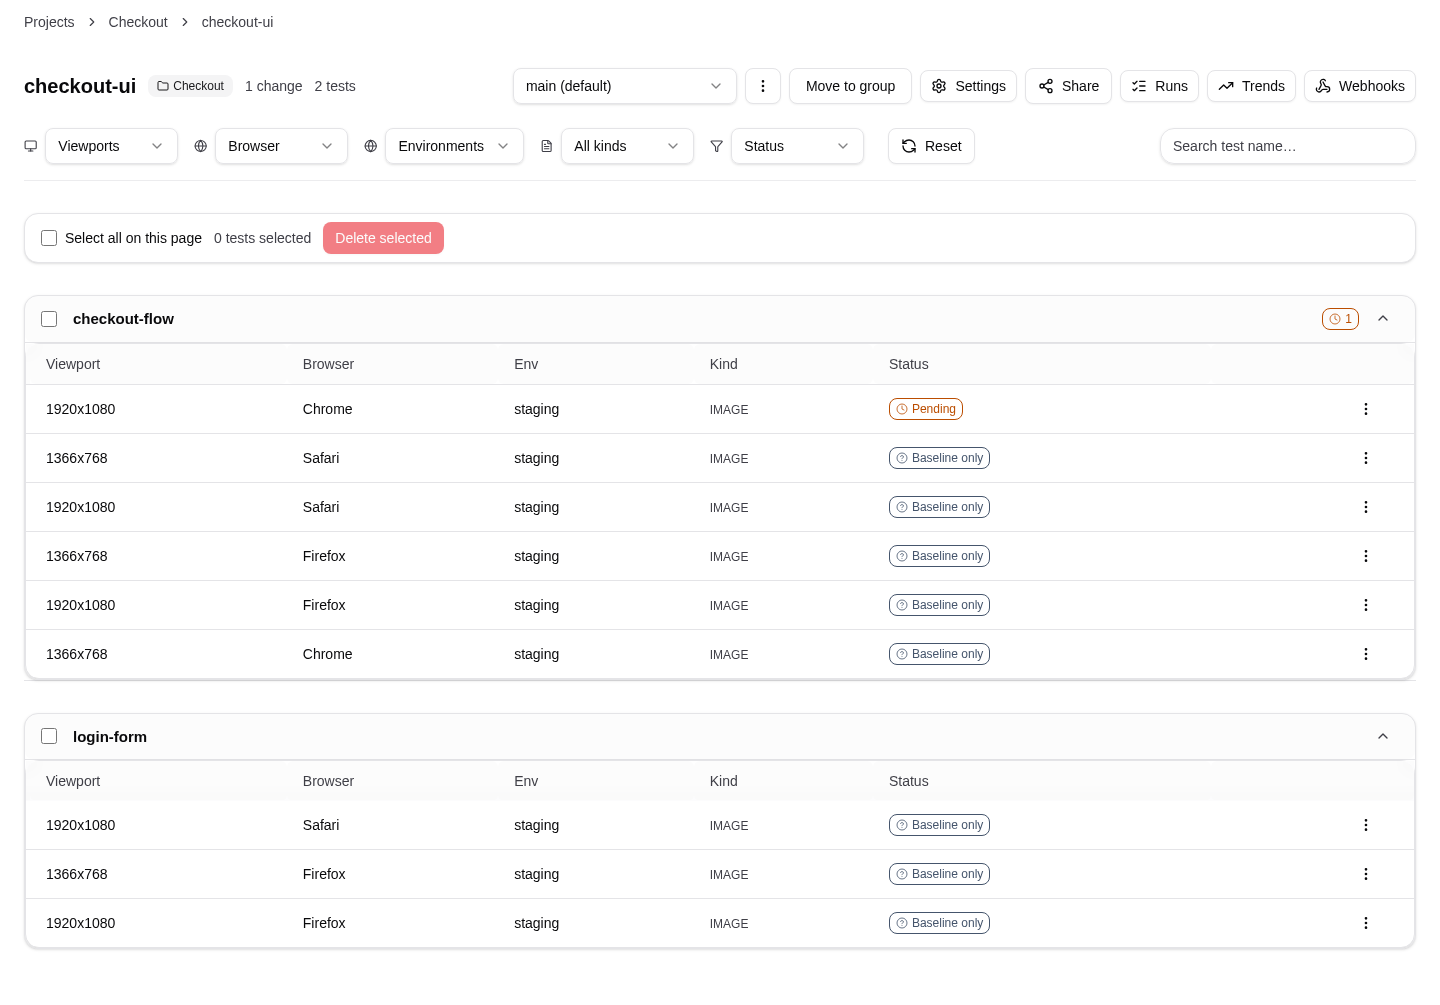 Projects > Checkout > checkout-ui
checkout-ui Checkout 1 change 2 tests main (default) Move to group Settings Share Runs Trends Webhooks
Viewports Browser Environments All kinds Status Reset Search test name…
Select all on this page 0 tests selected Delete selected
checkout-flow 1
Viewport Browser Env Kind Status
1920x1080 Chrome staging IMAGE Pending
1366x768 Safari staging IMAGE Baseline only
1920x1080 Safari staging IMAGE Baseline only
1366x768 Firefox staging IMAGE Baseline only
1920x1080 Firefox staging IMAGE Baseline only
1366x768 Chrome staging IMAGE Baseline only
login-form
Viewport Browser Env Kind Status
1920x1080 Safari staging IMAGE Baseline only
1366x768 Firefox staging IMAGE Baseline only
1920x1080 Firefox staging IMAGE Baseline only